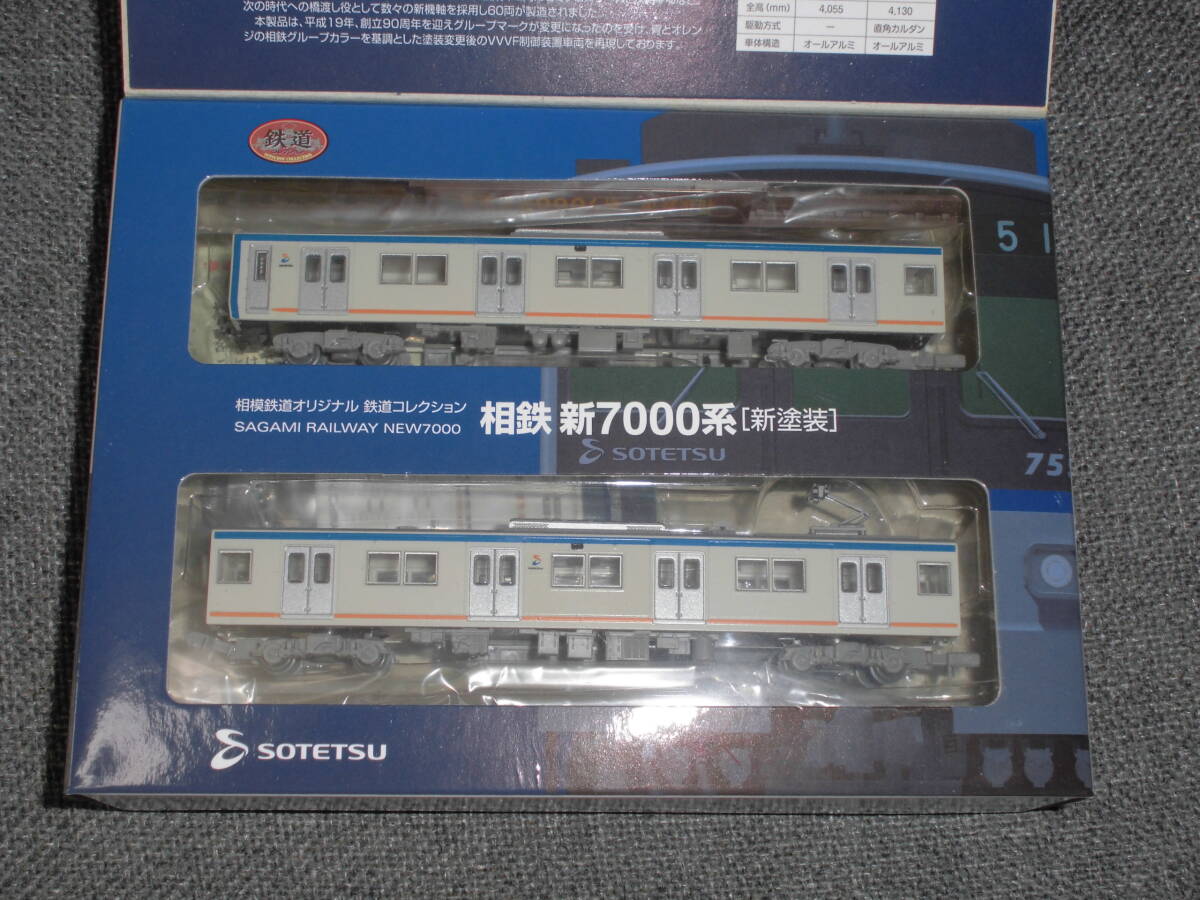 次の時代への橋渡し役として数々の新機軸を採用し60両が製造されました。
本製品は、平成19年、創立90周年を迎えグループマークが変更になったのを受け、青とオレン
ジの相鉄グループカラーを基調とした塗装変更後のVVVF制御装置車両を再現しております。
全高(mm) 4,055 4,130
駆動方式 ー 直角カルダン
車体構造 オールアルミ オールアルミ
鉄道
5
相模鉄道オリジナル 鉄道コレクション
SAGAMI RAILWAY NEW7000
相鉄 新7000系[新塗装]
SOTETSU
75
SOTETSU